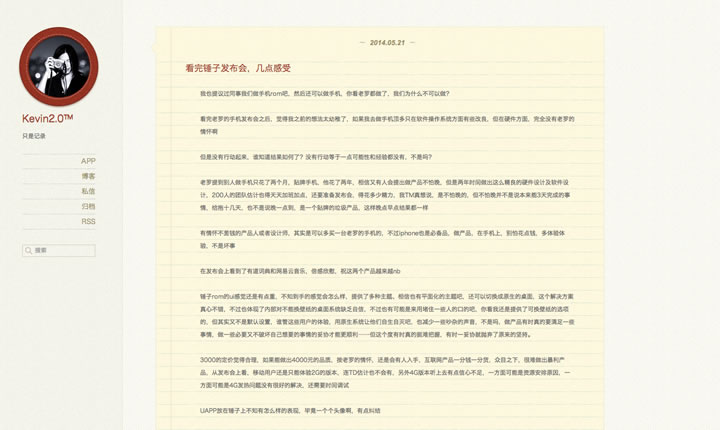 Kevin2.0™
只是记录
APP
博客
私信
归档
RSS
搜索
2014.05.21
看完锤子发布会，几点感受
我也提议过同事我们做手机rom吧，然后还可以做手机，你看老罗都做了，我们为什么不可以做？
看完老罗的手机发布会之后，觉得我之前的想法太幼稚了，如果我去做手机顶多只在软件操作系统方面有些改良，但在硬件方面，完全没有老罗的
情怀啊
但是没有行动起来，谁知道结果如何了？没有行动等于一点可能性和经验都没有，不是吗？
老罗提到别人做手机只花了两个月，贴牌手机，他花了两年，相信又有人会提出做产品不怕晚，但是两年时间做出这么精良的硬件设计及软件设
计，200人的团队估计也得天天加班加点，还要准备发布会，得花多少精力，我TM真想说，是不怕晚的，但不怕晚并不是说本来能3天完成的事
情，给拖十几天，也不是说晚一点到，是一个贴牌的垃圾产品，这样晚点早点结果都一样
有情怀不差钱的产品人或者设计师，其实是可以多买一台老罗的手机的，不过iphone也是必备品，做产品，在手机上，别怕花点钱，多体验体
验，不是坏事
在发布会上看到了有道词典和网易云音乐，倍感欣慰，祝这两个产品越来越nb
锤子rom的ui感觉还是有点重，不知到手的感觉会怎么样，提供了多种主题，相信也有平面化的主题吧，还可以切换成原生的桌面，这个解决方案
真心不错，不过也体现了内部对不能换壁纸的桌面系统缺乏自信，不过也有可能是来用堵住一些人的口的吧，你看我还是提供了可换壁纸的选项
的，但其实又不是默认设置，谁管这些用户的体验，用原生系统让他们自生自灭吧，也减少一些吵杂的声音，不是吗，做产品有时真的要满足一些
事情，做一些必要又不破坏自己想要的事情的妥协才能更顺利——但这个度有时真的困难把握，有时一妥协就抛弃了原来的坚持。
3000的定价觉得合理，如果能做出4000元的品质，按老罗的情怀，还是会有人入手，互联网产品一分钱一分货，众目之下，很难做出暴利产
品，从发布会上看，移动用户还是只能体验2G的版本，连TD估计也不会有，另外4G版本听上去有点信心不足，一方面可能是资源安排原因，一
方面可能是4G发热问题没有很好的解决，还需要时间调试
UAPP放在锤子上不知有怎么样的表现，毕竟一个个头像啊，有点纠结